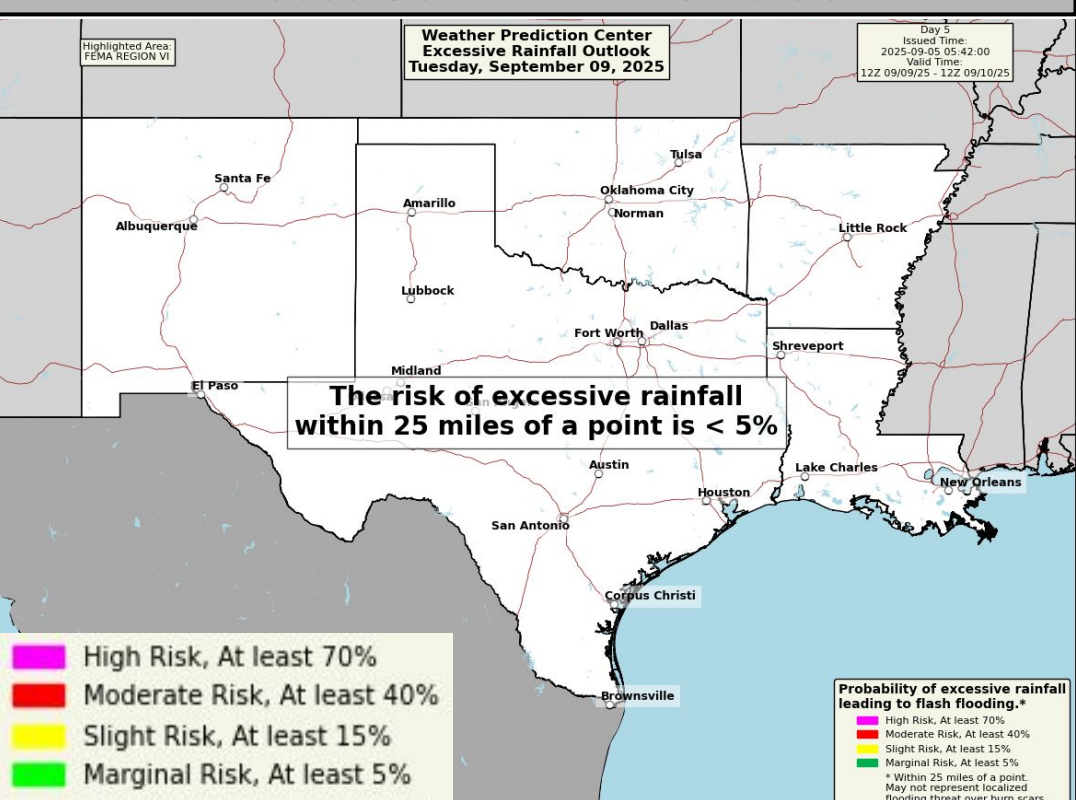 Highlighted Area:
FEMA REGION VI
Weather Prediction Center
Excessive Rainfall Outlook
Tuesday, September 09, 2025
Day 5
Issued Time:
2025-09-05 05:42:00
Valid Time:
12Z 09/09/25 - 12Z 09/10/25
Tulsa
Santa Fe
Oklahoma City
Amarillo
Norman
Albuquerque
Little Rock
Lubbock
Dallas
Fort Worth
Shreveport
Midland
El Paso
The risk of excessive rainfall
within 25 miles of a point is < 5%
Austin
Lake Charles
New Orleans
Houston
San Antonio
Corpus Christi
Brownsville
High Risk, At least 70%
Moderate Risk, At least 40%
Slight Risk, At least 15%
Marginal Risk, At least 5%
Probability of excessive rainfall
leading to flash flooding.*
High Risk, At least 70%
Moderate Risk, At least 40%
Slight Risk, At least 15%
Marginal Risk, At least 5%
* Within 25 miles of a point.
May not represent localized
flooding threat over burn scars